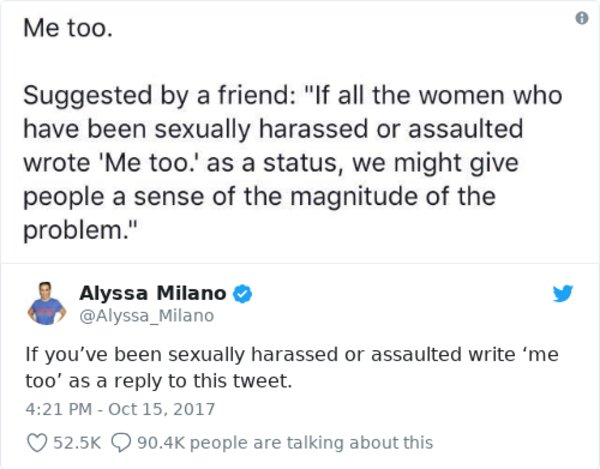 Me too.
Suggested by a friend: "If all the women who
have been sexually harassed or assaulted
wrote 'Me too.' as a status, we might give
people a sense of the magnitude of the
problem."
Alyssa Milano
@Alyssa_Milano
If you’ve been sexually harassed or assaulted write ‘me
too’ as a reply to this tweet.
4:21 PM - Oct 15, 2017
52.5K 90.4K people are talking about this